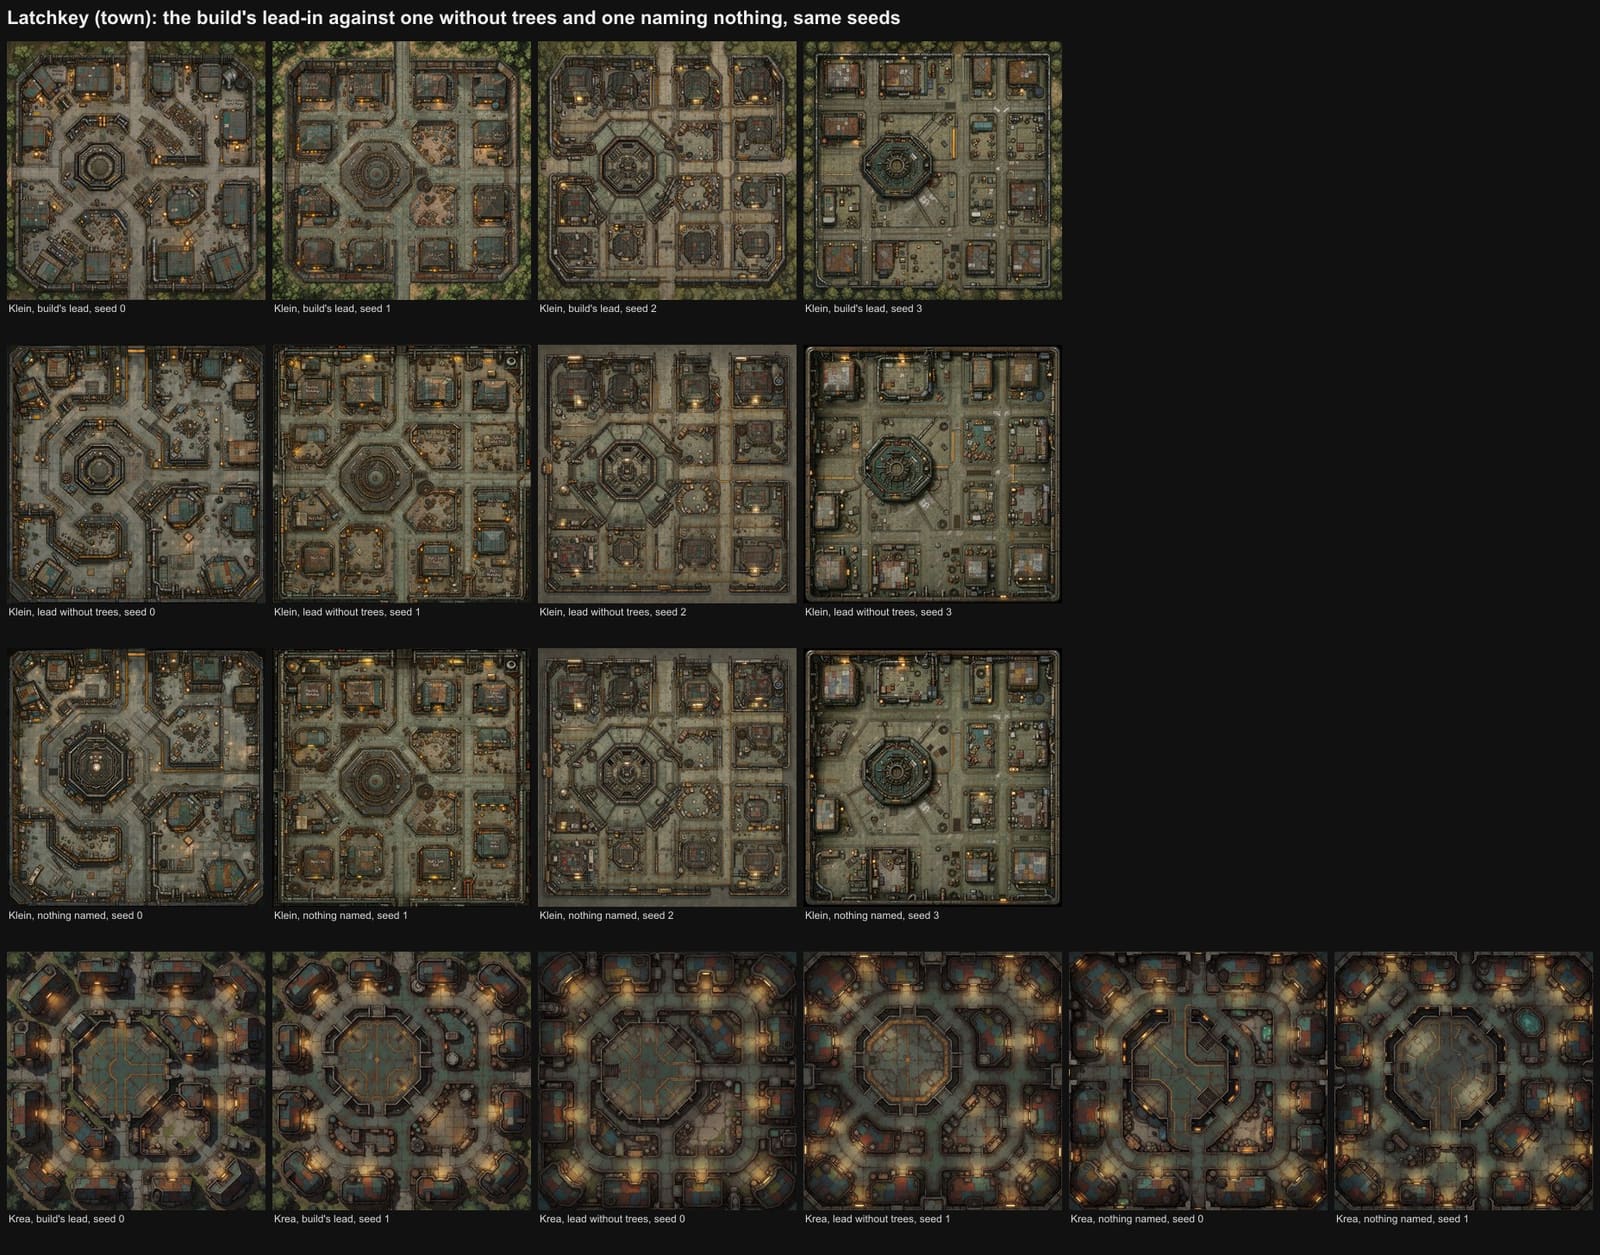 Latchkey (town): the build's lead-in against one without trees and one naming nothing, same seeds
Klein, build's lead, seed 0
Klein, build's lead, seed 1
Klein, build's lead, seed 2
Klein, build's lead, seed 3
Klein, lead without trees, seed 0
Klein, lead without trees, seed 1
Klein, lead without trees, seed 2
Klein, lead without trees, seed 3
Klein, nothing named, seed 0
Klein, nothing named, seed 1
Klein, nothing named, seed 2
Klein, nothing named, seed 3
Krea, build's lead, seed 0
Krea, build's lead, seed 1
Krea, lead without trees, seed 0
Krea, lead without trees, seed 1
Krea, nothing named, seed 0
Krea, nothing named, seed 1